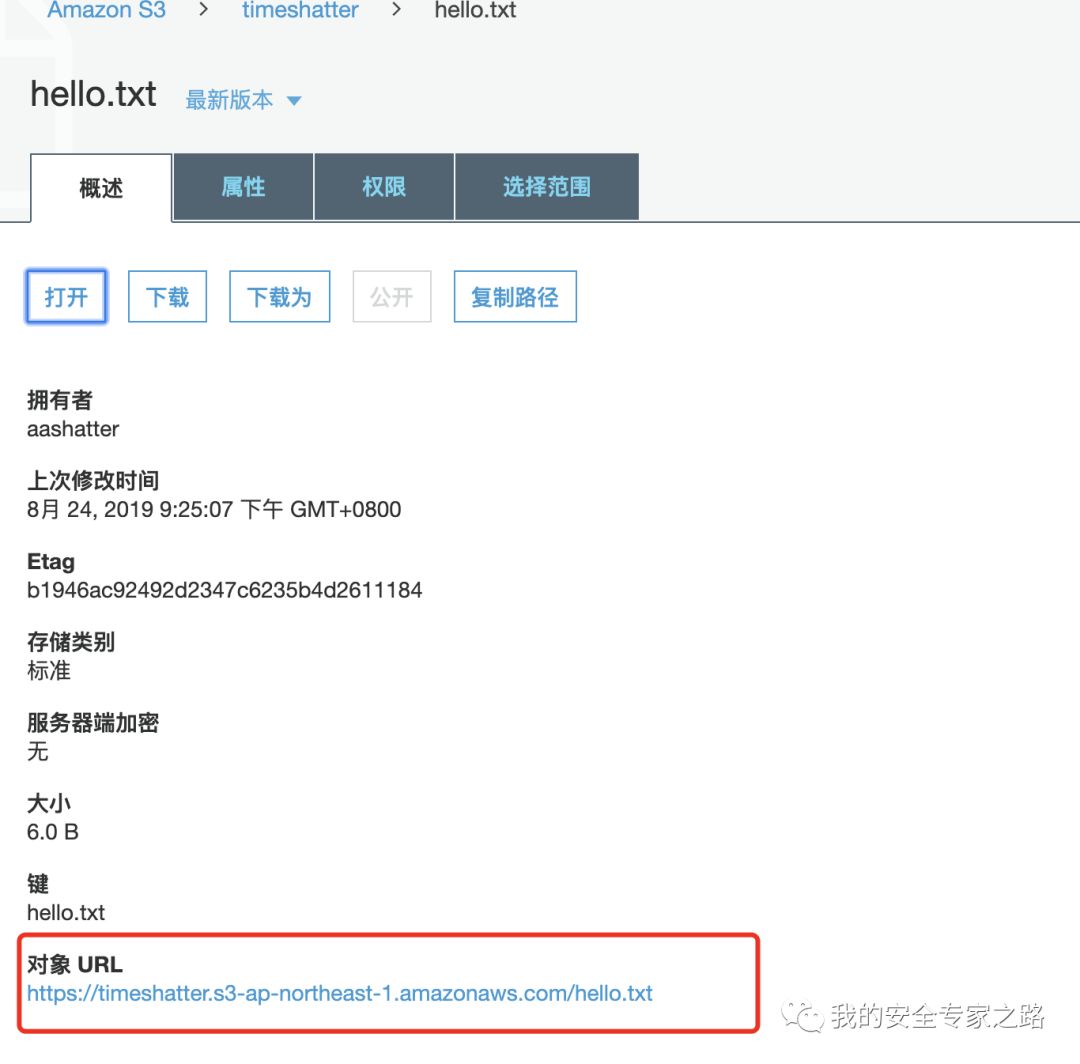 Amazon S3 > timeshatter > hello.txt
hello.txt 最新版本
概述 属性 权限 选择范围
打开 下载 下载为 公开 复制路径
拥有者
aashatter
上次修改时间
8月 24, 2019 9:25:07 下午 GMT+0800
Etag
b1946ac92492d2347c6235b4d2611184
存储类别
标准
服务器端加密
无
大小
6.0 B
键
hello.txt
对象 URL
https://timeshatter.s3-ap-northeast-1.amazonaws.com/hello.txt
我的安全专家之路